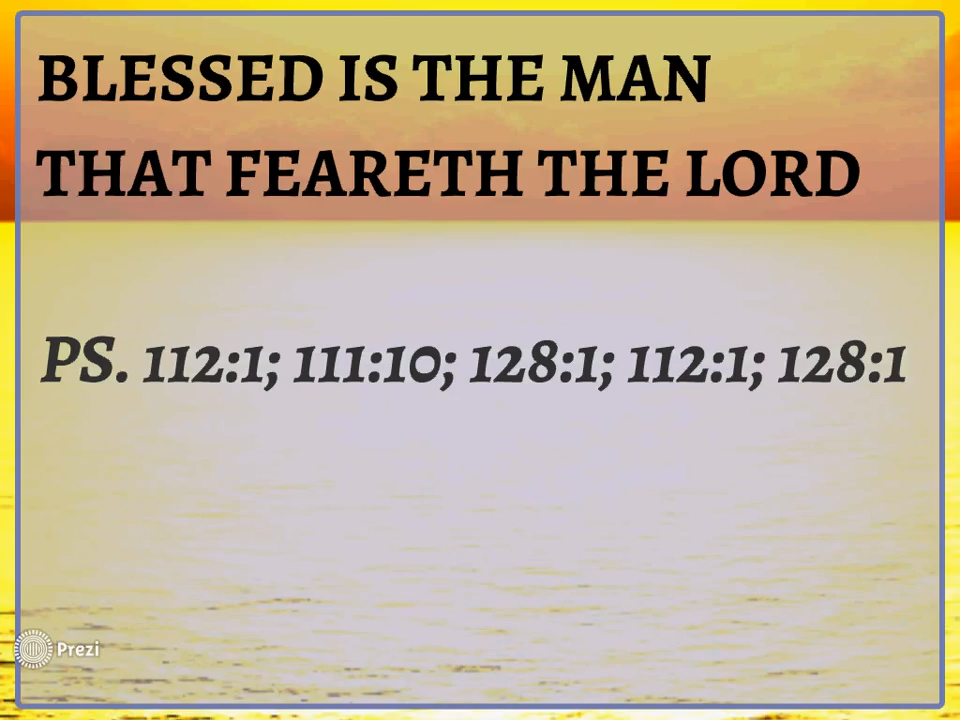 BLESSED IS THE MAN
THAT FEARETH THE LORD
PS. 112:1; 111:10; 128:1; 112:1; 128:1
Prezi